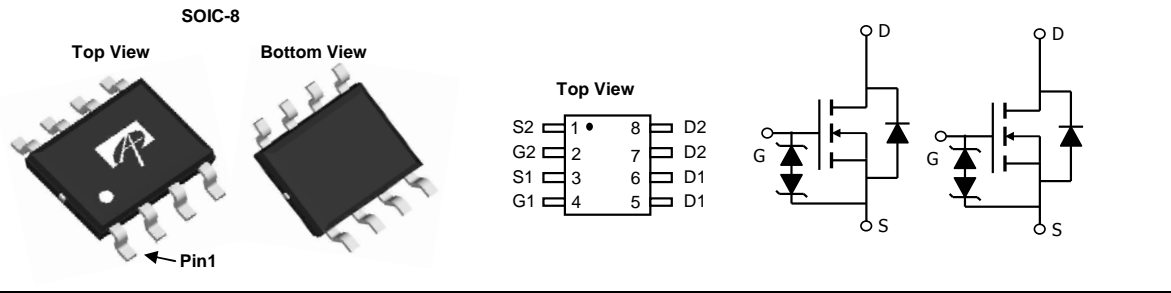 SOIC-8
Top View
Bottom View
Pin1
Top View
S2 1 8 D2
G2 2 7 D2
S1 3 6 D1
G1 4 5 D1
D
G
S
D
G
S